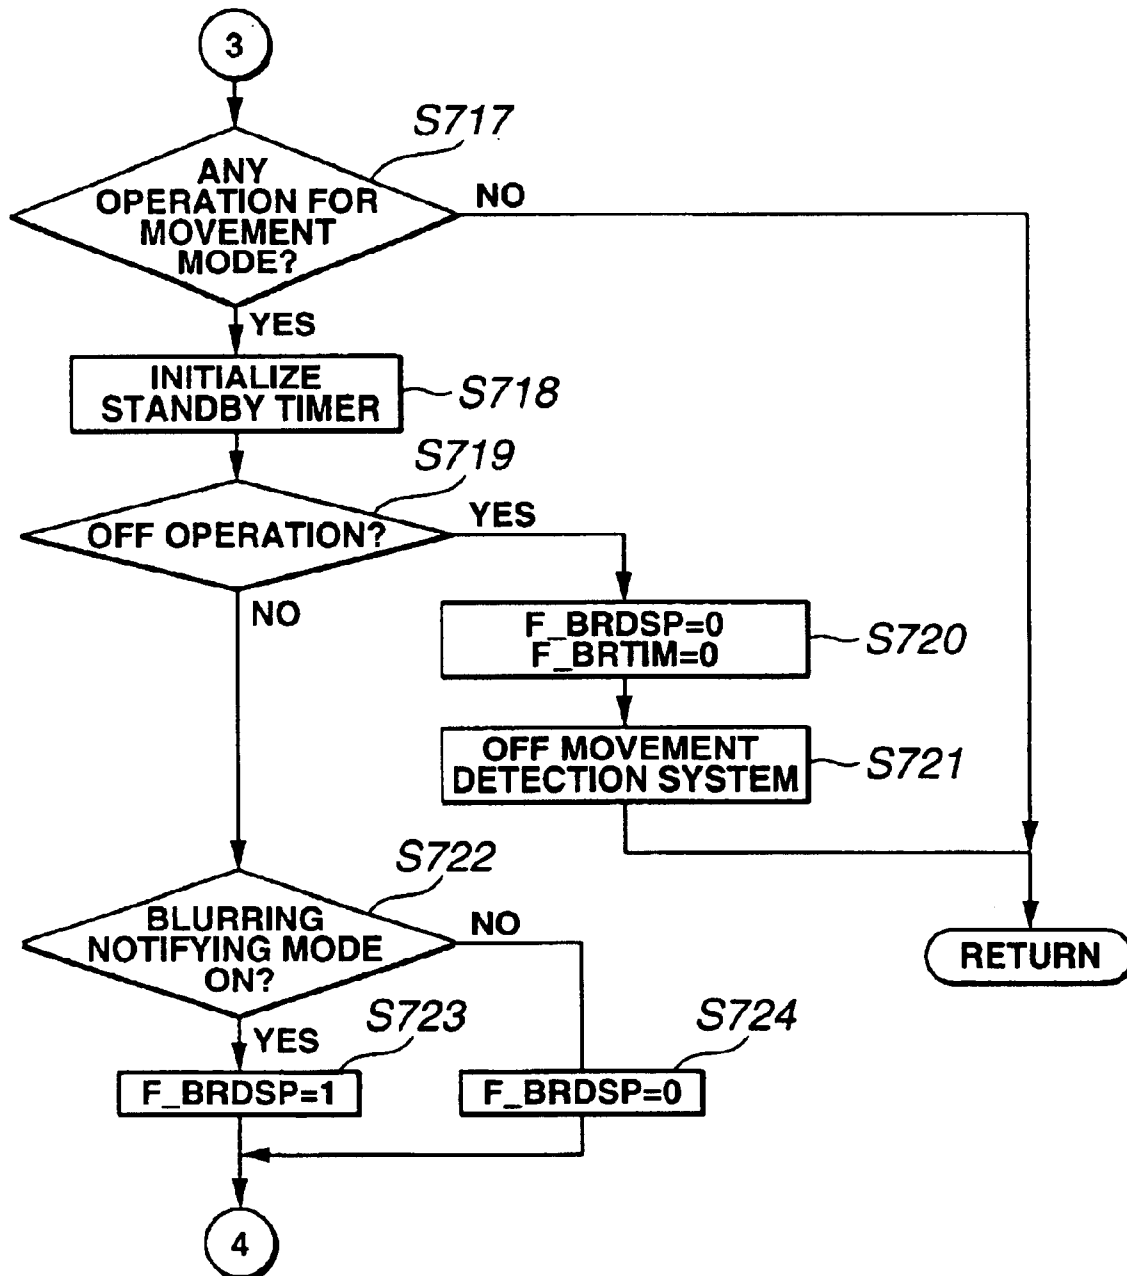 3
S717
ANY
OPERATION FOR
MOVEMENT
MODE?
NO
YES
INITIALIZE
STANDBY TIMER
S718
S719
OFF OPERATION?
YES
NO
F_BRDSP=0
F_BRTIM=0
S720
OFF MOVEMENT
DETECTION SYSTEM
S721
S722
BLURRING
NOTIFYING MODE
ON?
NO
RETURN
YES
S723
S724
F_BRDSP=1
F_BRDSP=0
4